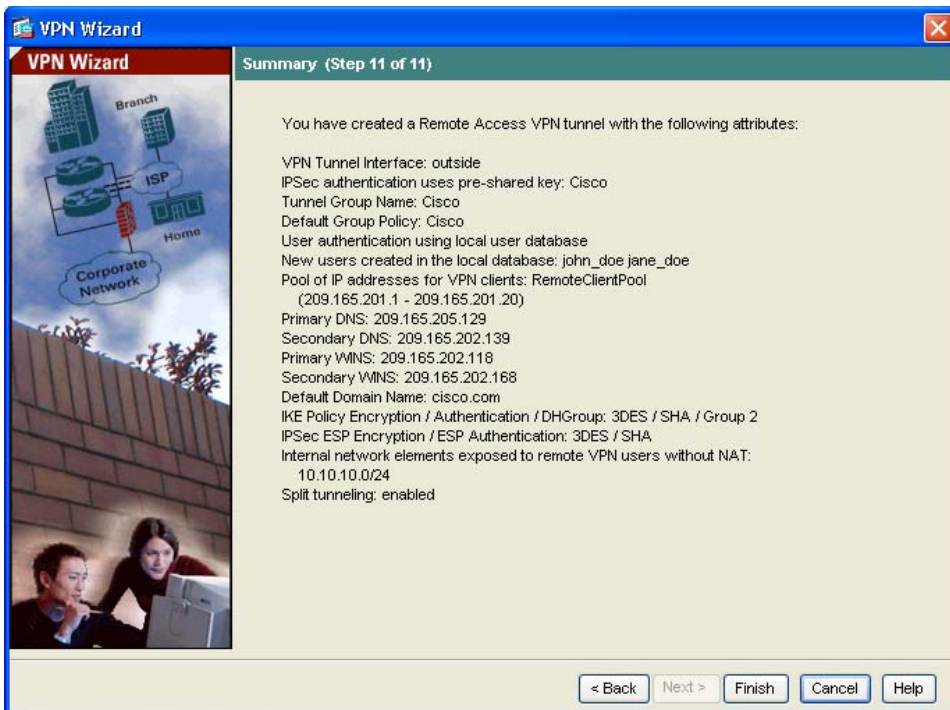 VPN Wizard
VPN Wizard
Branch
ISP
Home
Corporate
Network
Summary (Step 11 of 11)
You have created a Remote Access VPN tunnel with the following attributes:
VPN Tunnel Interface: outside
IPSec authentication uses pre-shared key: Cisco
Tunnel Group Name: Cisco
Default Group Policy: Cisco
User authentication using local user database
New users created in the local database: john_doe jane_doe
Pool of IP addresses for VPN clients: RemoteClientPool
(209.165.201.1 - 209.165.201.20)
Primary DNS: 209.165.205.129
Secondary DNS: 209.165.202.139
Primary WINS: 209.165.202.118
Secondary WINS: 209.165.202.168
Default Domain Name: cisco.com
IKE Policy Encryption / Authentication / DHGroup: 3DES / SHA / Group 2
IPSec ESP Encryption / ESP Authentication: 3DES / SHA
Internal network elements exposed to remote VPN users without NAT:
10.10.10.0/24
Split tunneling: enabled
< Back
Next >
Finish
Cancel
Help